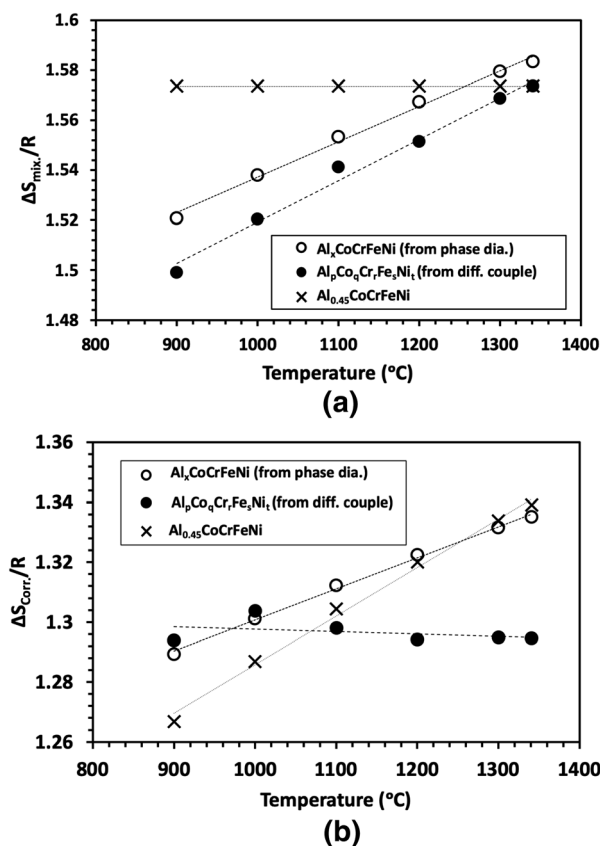 1.6
1.58
1.56
1.54
1.52
1.5
1.48
ΔSmix./R
AlxCoCrFeNi (from phase dia.)
AlpCoqCrrFesNit (from diff. couple)
Al0.45CoCrFeNi
800 900 1000 1100 1200 1300 1400
Temperature (°C)
(a)
1.36
1.34
1.32
1.3
1.28
1.26
ΔSCorr./R
AlxCoCrFeNi (from phase dia.)
AlpCoqCrrFesNit (from diff. couple)
Al0.45CoCrFeNi
800 900 1000 1100 1200 1300 1400
Temperature (°C)
(b)